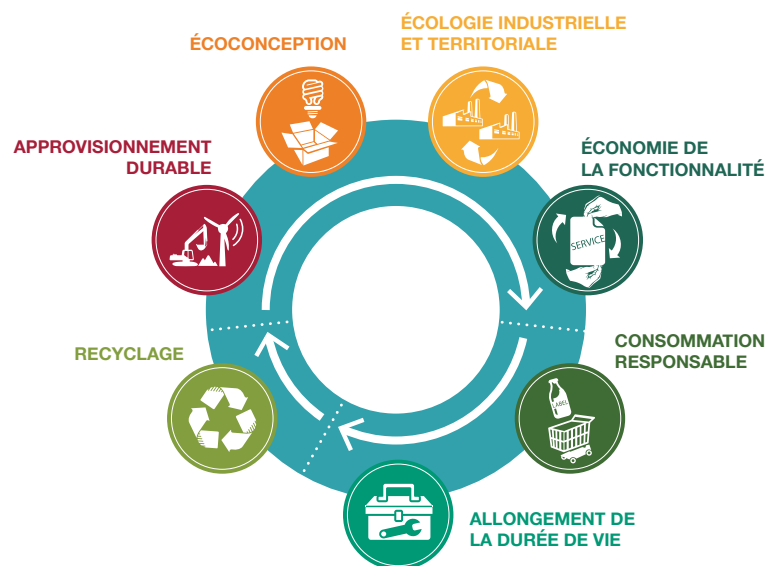 ÉCOCONCEPTION
ÉCOLOGIE INDUSTRIELLE
ET TERRITORIALE
APPROVISIONNEMENT
DURABLE
ÉCONOMIE DE
LA FONCTIONNALITÉ
SERVICE
RECYCLAGE
CONSOMMATION
RESPONSABLE
LABEL
ALLONGEMENT DE
LA DURÉE DE VIE